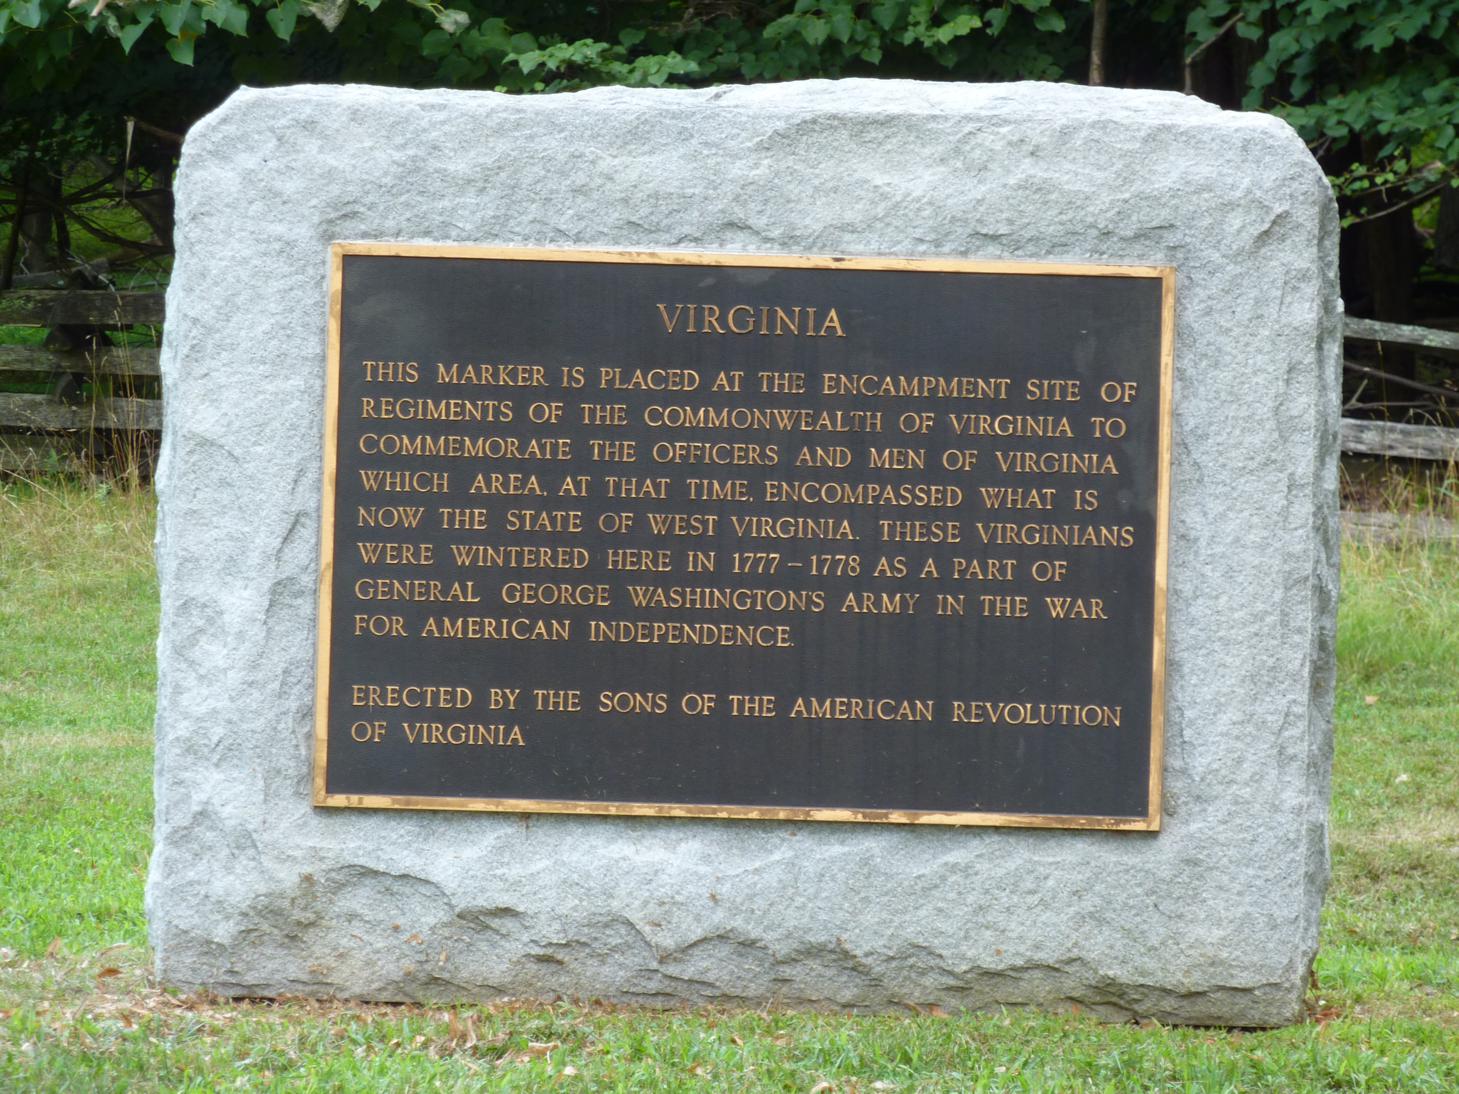 VIRGINIA
THIS MARKER IS PLACED AT THE ENCAMPMENT SITE OF
REGIMENTS OF THE COMMONWEALTH OF VIRGINIA TO
COMMEMORATE THE OFFICERS AND MEN OF VIRGINIA
WHICH AREA, AT THAT TIME, ENCOMPASSED WHAT IS
NOW THE STATE OF WEST VIRGINIA. THESE VIRGINIANS
WERE WINTERED HERE IN 1777–1778 AS A PART OF
GENERAL GEORGE WASHINGTON'S ARMY IN THE WAR
FOR AMERICAN INDEPENDENCE.
ERECTED BY THE SONS OF THE AMERICAN REVOLUTION
OF VIRGINIA